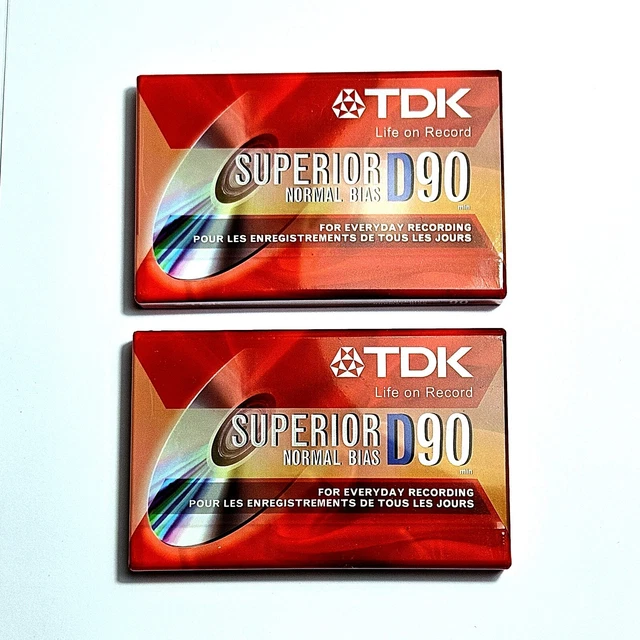 TDK
Life on Record
SUPERIOR D90
NORMAL BIAS
min
FOR EVERYDAY RECORDING
POUR LES ENREGISTREMENTS DE TOUS LES JOURS
TDK
Life on Record
SUPERIOR D90
NORMAL BIAS
min
FOR EVERYDAY RECORDING
POUR LES ENREGISTREMENTS DE TOUS LES JOURS